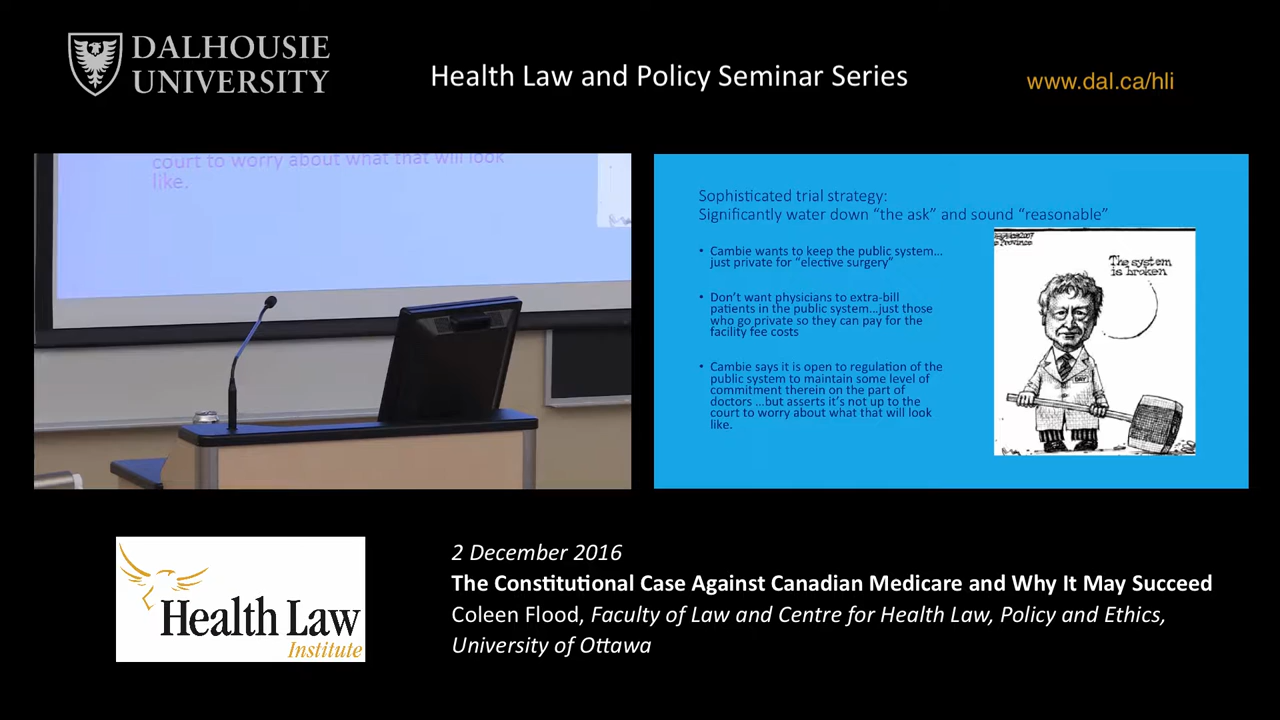 DALHOUSIE
UNIVERSITY
Health Law and Policy Seminar Series
www.dal.ca/hli
court to worry about what that will look
like.
Sophisticated trial strategy:
Significantly water down “the ask” and sound “reasonable”
• Cambie wants to keep the public system…
just private for “elective surgery”
• Don’t want physicians to extra-bill
patients in the public system…just those
who go private so they can pay for the
facility fee costs
• Cambie says it is open to regulation of the
public system to maintain some level of
commitment therein on the part of
doctors …but asserts it’s not up to the
court to worry about what that will look
like.
The system
is broken
DAY
Health Law
Institute
2 December 2016
The Constitutional Case Against Canadian Medicare and Why It May Succeed
Coleen Flood, Faculty of Law and Centre for Health Law, Policy and Ethics,
University of Ottawa